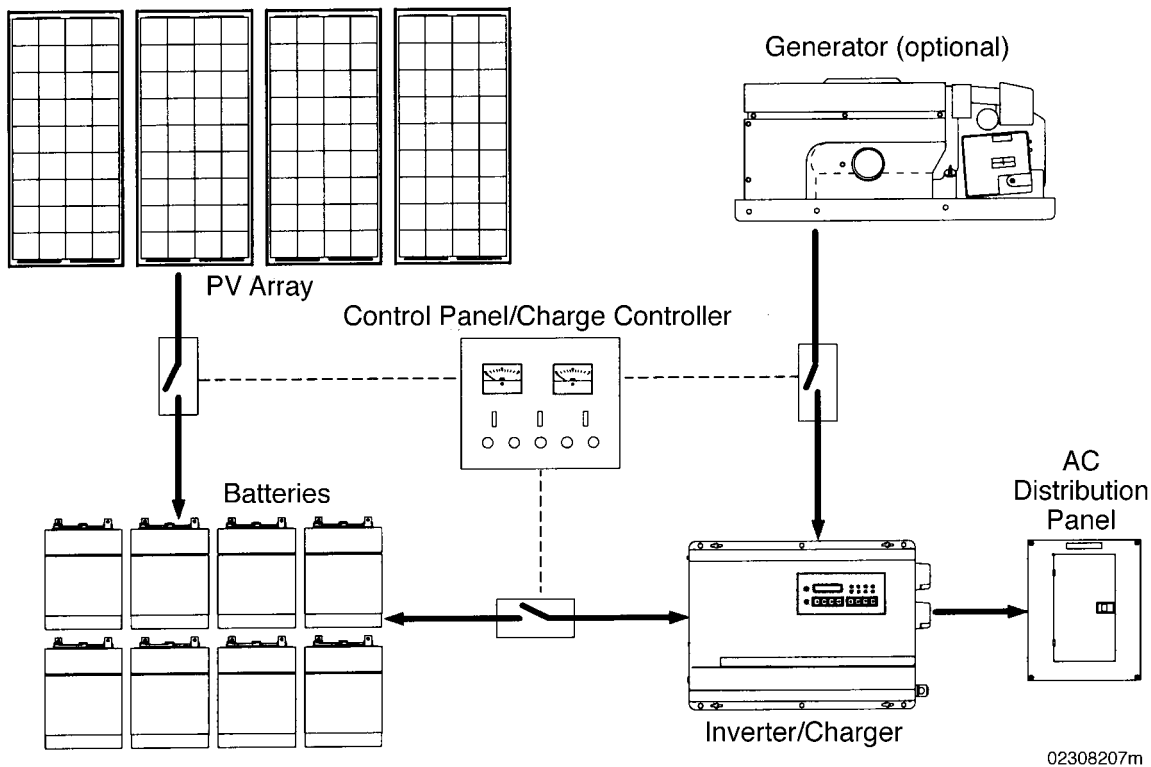 Generator (optional)
PV Array
Control Panel/Charge Controller
Batteries
AC
Distribution
Panel
Inverter/Charger
02308207m